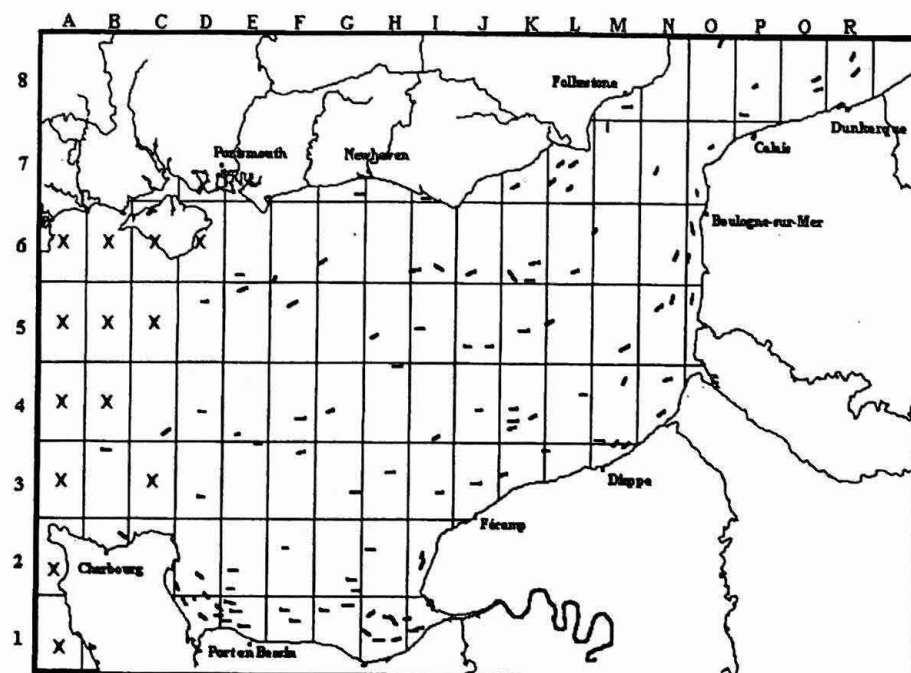 A B C D E F G H I J K L M N O P Q R
8
Folkestone
Dunkerque
7
Portsmouth
Newhaven
Calais
6
X X X X
Boulogne-sur-Mer
5
X X X
4
X X
3
X X
Dieppe
Fécamp
2
X
Cherbourg
1
X
Port en Bessin